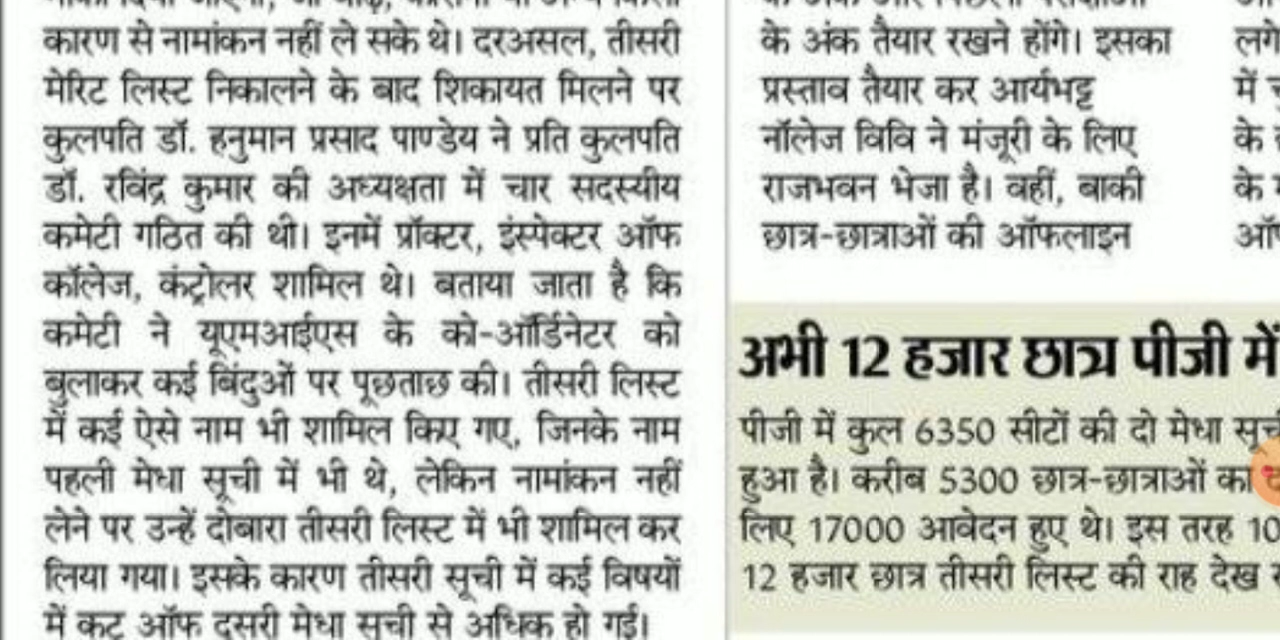 कारण से नामांकन नहीं ले सके थे। दरअसल, तीसरी
मेरिट लिस्ट निकालने के बाद शिकायत मिलने पर
कुलपति डॉ. हनुमान प्रसाद पाण्डेय ने प्रति कुलपति
डॉ. रविंद्र कुमार की अध्यक्षता में चार सदस्यीय
कमेटी गठित की थी। इनमें प्रॉक्टर, इंस्पेक्टर ऑफ
कॉलेज, कंट्रोलर शामिल थे। बताया जाता है कि
कमेटी ने यूएमआईएस के को-ऑर्डिनेटर को
बुलाकर कई बिंदुओं पर पूछताछ की। तीसरी लिस्ट
में कई ऐसे नाम भी शामिल किए गए, जिनके नाम
पहली मेधा सूची में भी थे, लेकिन नामांकन नहीं
लेने पर उन्हें दोबारा तीसरी लिस्ट में भी शामिल कर
लिया गया। इसके कारण तीसरी सूची में कई विषयों
में कट ऑफ दूसरी मेधा सूची से अधिक हो गई।
के अंक तैयार रखने होंगे। इसका
प्रस्ताव तैयार कर आर्यभट्ट
नॉलेज विवि ने मंजूरी के लिए
राजभवन भेजा है। वहीं, बाकी
छात्र-छात्राओं की ऑफलाइन
लगे
में
के
के
अभी 12 हजार छात्र पीजी में
पीजी में कुल 6350 सीटों की दो मेधा
हुआ है। करीब 5300 छात्र-छात्राओं का
लिए 17000 आवेदन हुए थे। इस तरह 10
12 हजार छात्र तीसरी लिस्ट की राह देख